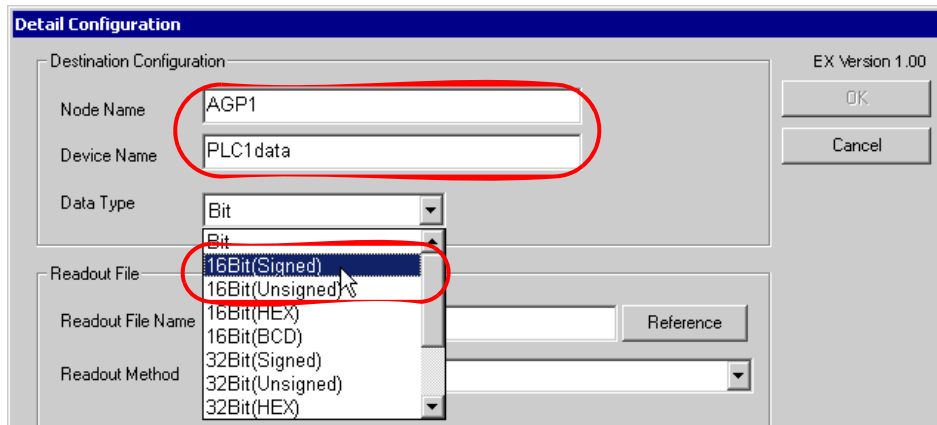 Detail Configuration
Destination Configuration
EX Version 1.00
Node Name AGP1
OK
Device Name PLC1data
Cancel
Data Type Bit
Bit
16Bit(Signed)
Readout File
16Bit(Unsigned)
16Bit(HEX)
Readout File Name
Reference
16Bit(BCD)
32Bit(Signed)
Readout Method
32Bit(Unsigned)
32Bit(HEX)